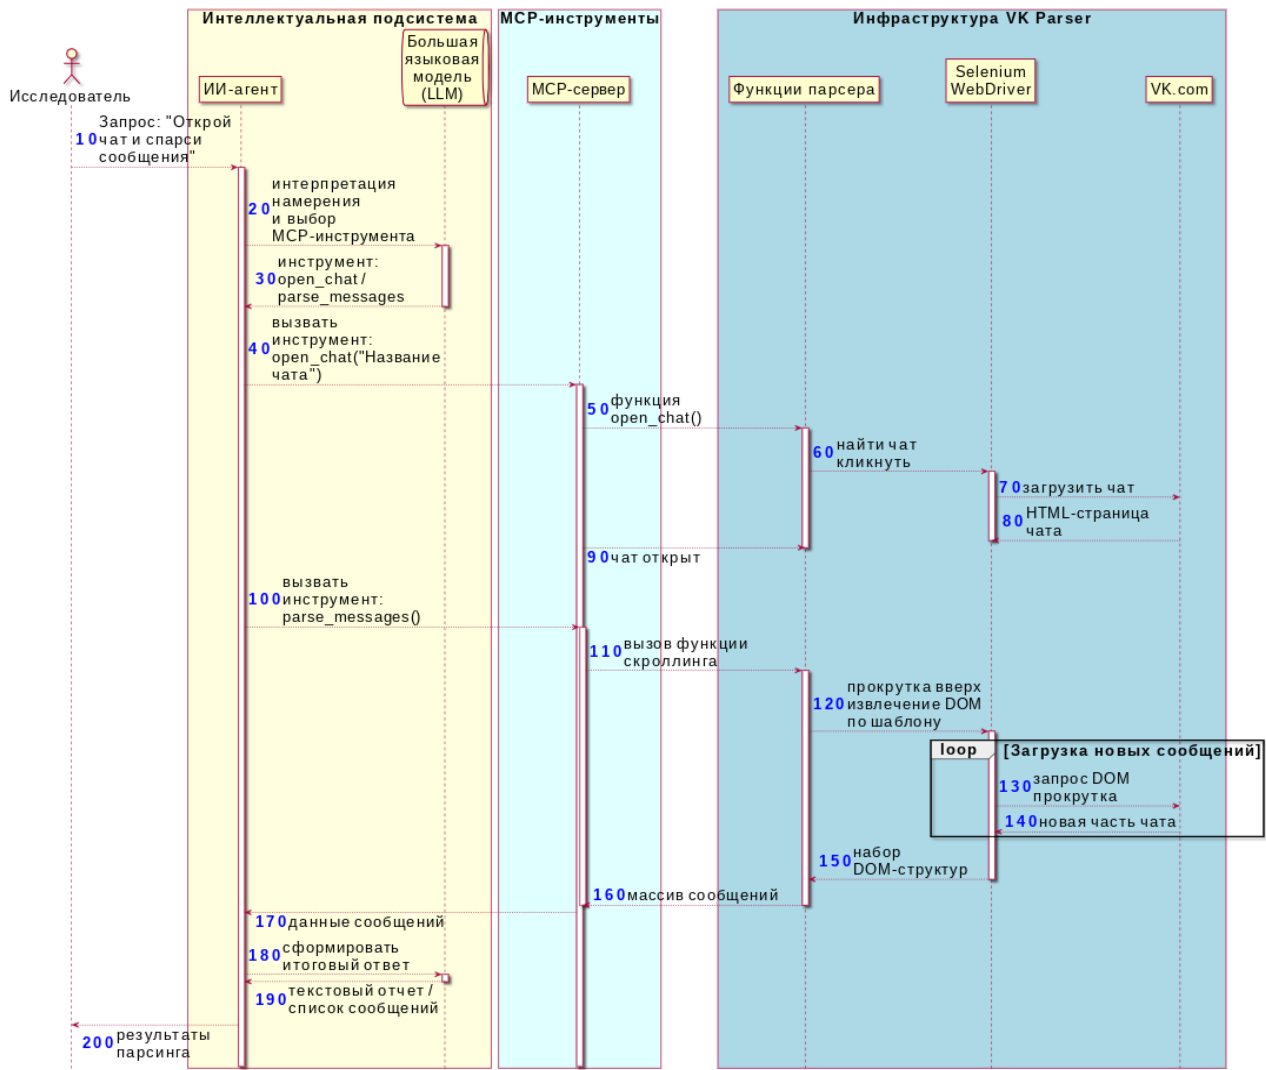 Интеллектуальная подсистема
MCP-инструменты
Инфраструктура VK Parser
Исследователь
ИИ-агент
Большая
языковая
модель
(LLM)
MCP-сервер
Функции парсера
Selenium
WebDriver
VK.com
10 Запрос: "Открой
чат и спарси
сообщения"
20 интерпретация
намерения
и выбор
MCP-инструмента
30 инструмент:
open_chat /
parse_messages
40 вызвать
инструмент:
open_chat("Название
чата")
50 функция
open_chat()
60 найти чат
кликнуть
70 загрузить чат
80 HTML-страница
чата
90 чат открыт
100 вызвать
инструмент:
parse_messages()
110 вызов функции
скроллинга
120 прокрутка вверх
извлечение DOM
по шаблону
loop [Загрузка новых сообщений]
130 запрос DOM
прокрутка
140 новая часть чата
150 набор
DOM-структур
160 массив сообщений
170 данные сообщений
180 сформировать
итоговый ответ
190 текстовый отчет /
список сообщений
200 результаты
парсинга